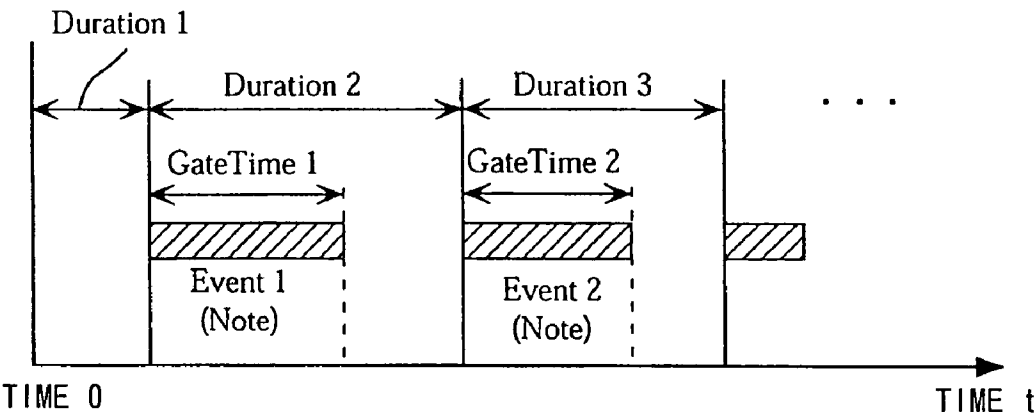 Duration 1
Duration 2
Duration 3
. . .
GateTime 1
GateTime 2
Event 1
(Note)
Event 2
(Note)
TIME 0
TIME t